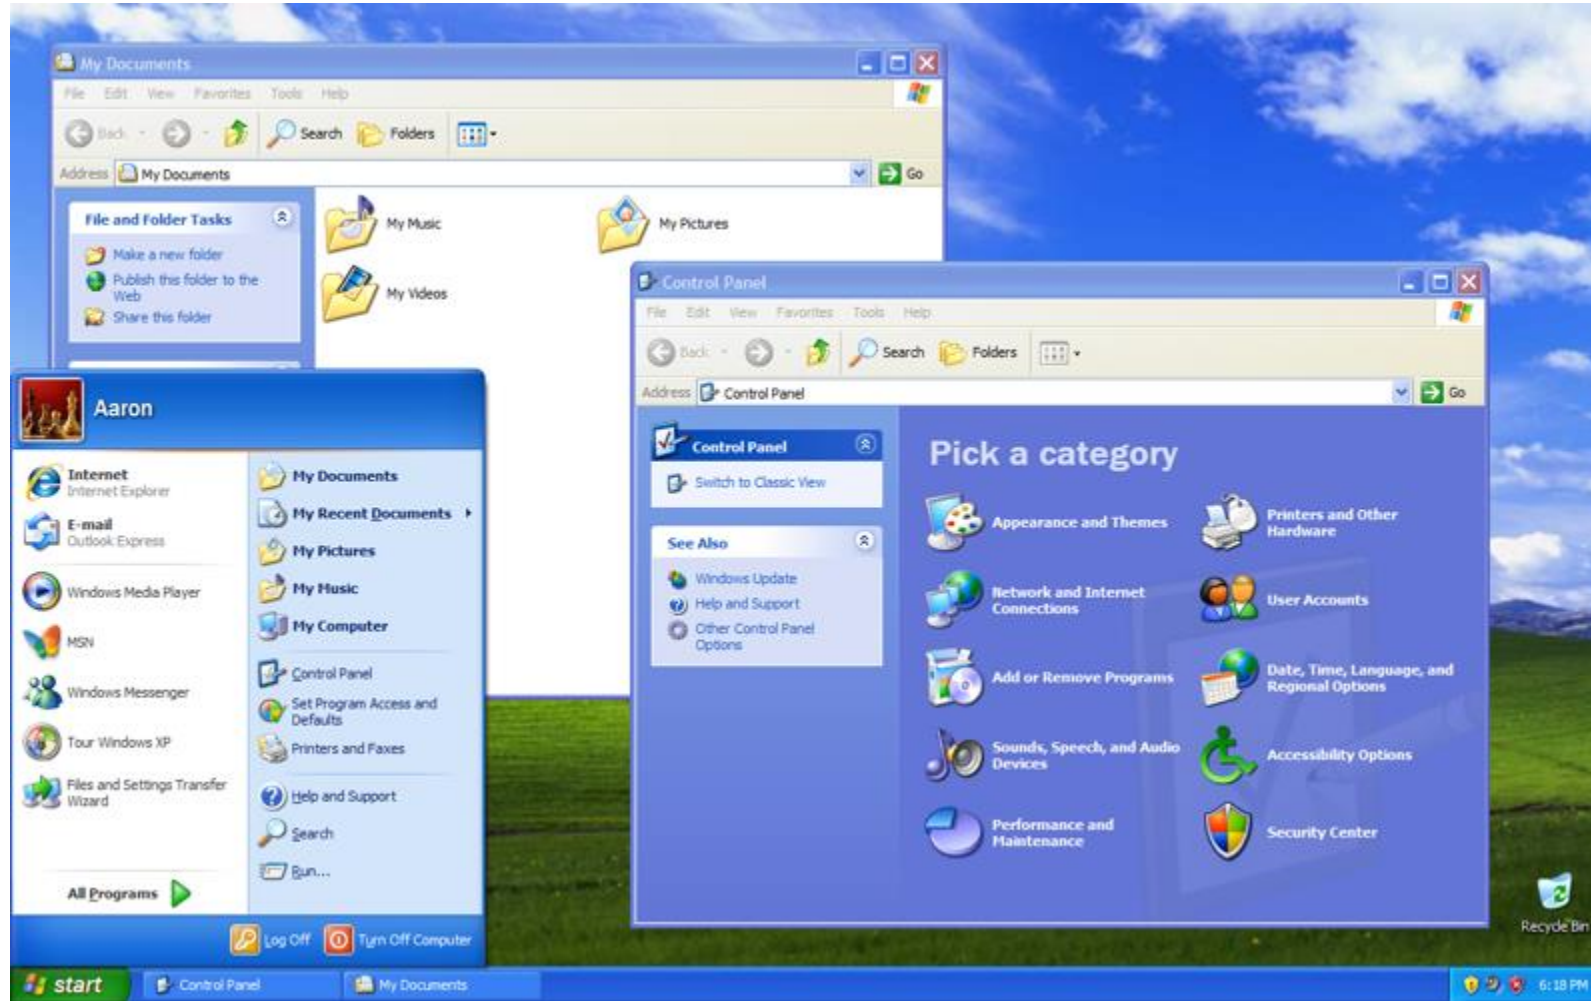 My Documents
File Edit View Favorites Tools Help
Back Search Folders
Address My Documents Go
File and Folder Tasks
Make a new folder
Publish this folder to the
Web
Share this folder
My Music
My Pictures
My Videos
Control Panel
File Edit View Favorites Tools Help
Back Search Folders
Address Control Panel Go
Control Panel
Switch to Classic View
See Also
Windows Update
Help and Support
Other Control Panel
Options
Pick a category
Appearance and Themes
Printers and Other
Hardware
Network and Internet
Connections
User Accounts
Add or Remove Programs
Date, Time, Language, and
Regional Options
Sounds, Speech, and Audio
Devices
Accessibility Options
Performance and
Maintenance
Security Center
Aaron
Internet
Internet Explorer
E-mail
Outlook Express
Windows Media Player
MSN
Windows Messenger
Tour Windows XP
Files and Settings Transfer
Wizard
All Programs
My Documents
My Recent Documents
My Pictures
My Music
My Computer
Control Panel
Set Program Access and
Defaults
Printers and Faxes
Help and Support
Search
Run...
Log Off Turn Off Computer
Recycle Bin
start Control Panel My Documents 6:18 PM